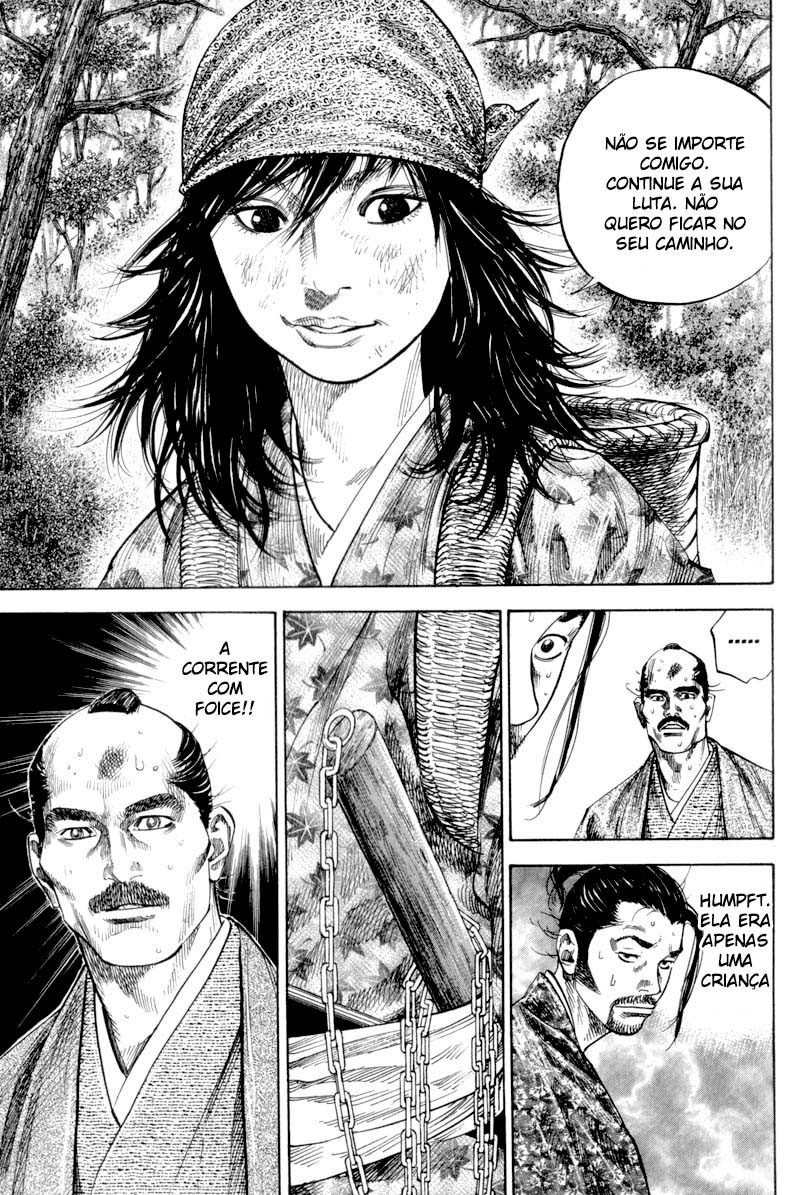 NÃO SE IMPORTE
COMIGO.
CONTINUE A SUA
LUTA. NÃO
QUERO FICAR NO
SEU CAMINHO.
......
HUMPFT.
ELA ERA
APENAS
UMA
CRIANÇA
A
CORRENTE
COM
FOICE!!